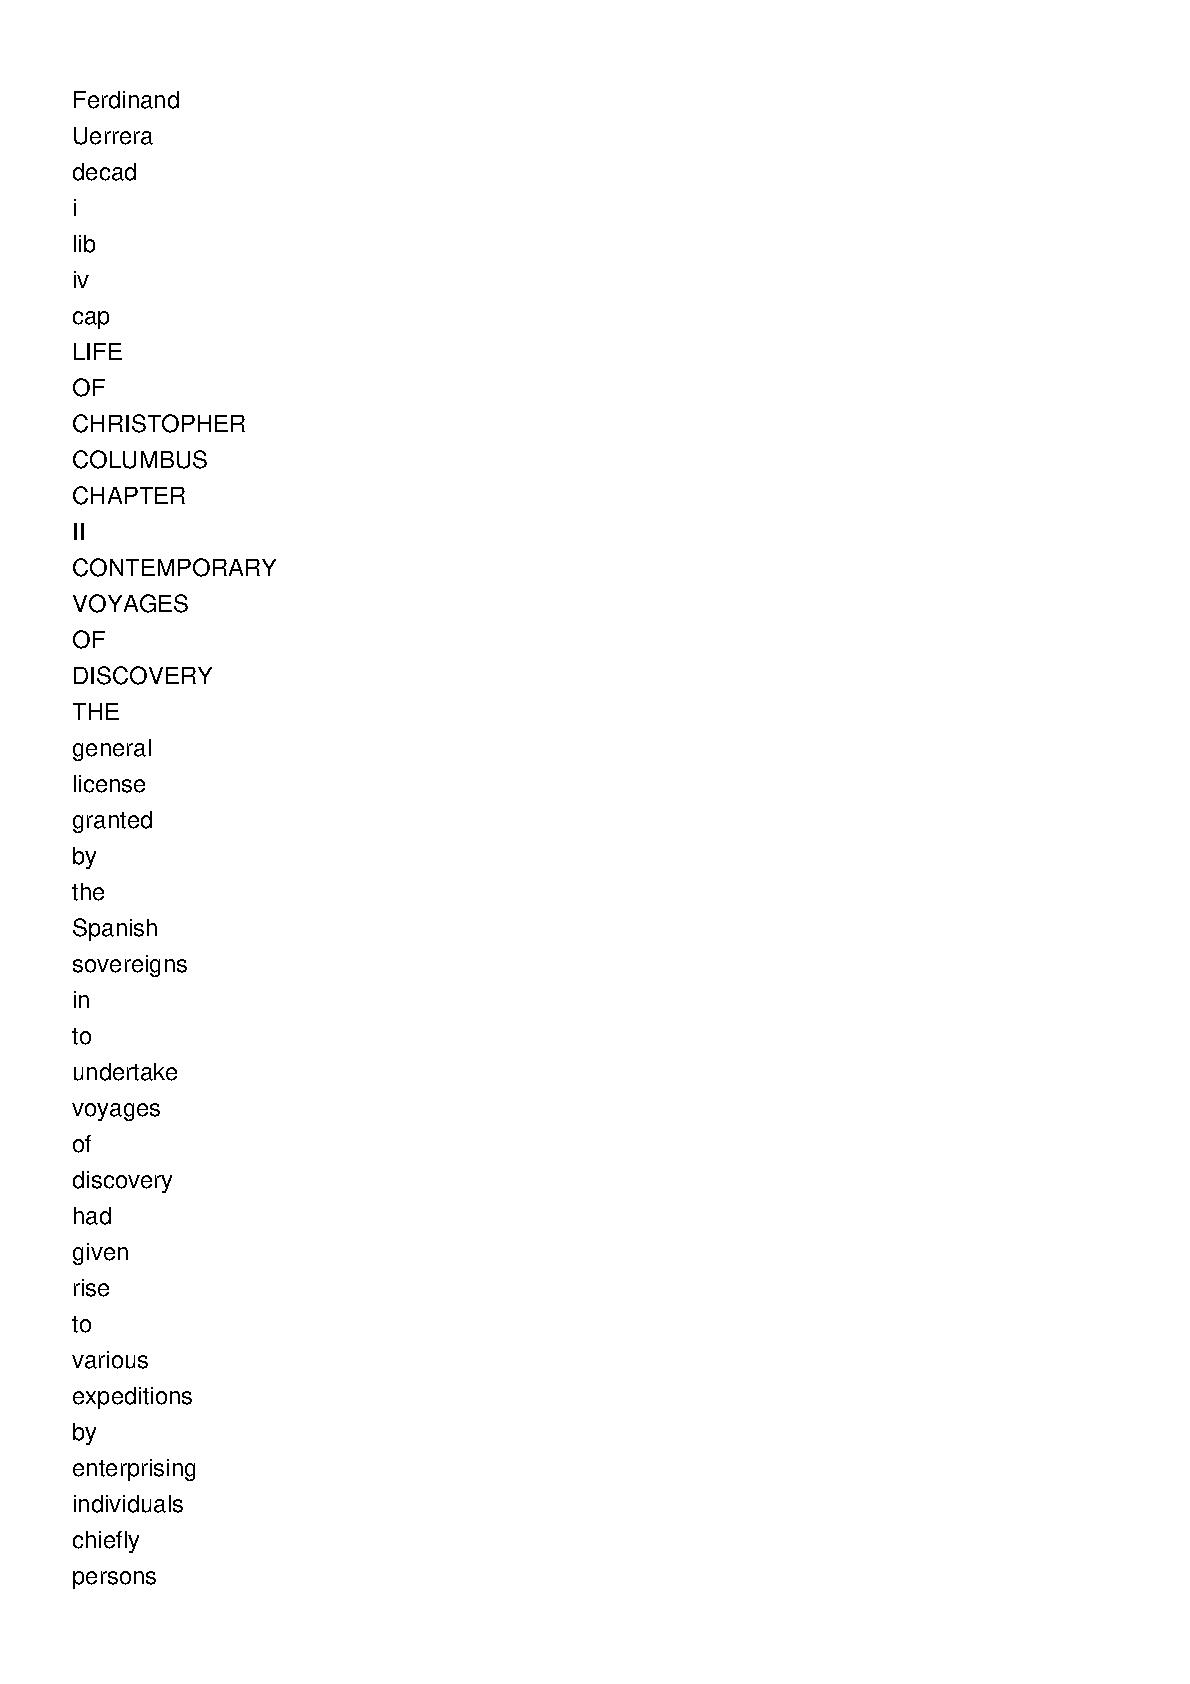 Ferdinand
Uerrera
decad
i
lib
iv
cap
LIFE
OF
CHRISTOPHER
COLUMBUS
CHAPTER
II
CONTEMPORARY
VOYAGES
OF
DISCOVERY
THE
general
license
granted
by
the
Spanish
sovereigns
in
to
undertake
voyages
of
discovery
had
given
rise
to
various
expeditions
by
enterprising
individuals
chiefly
persons